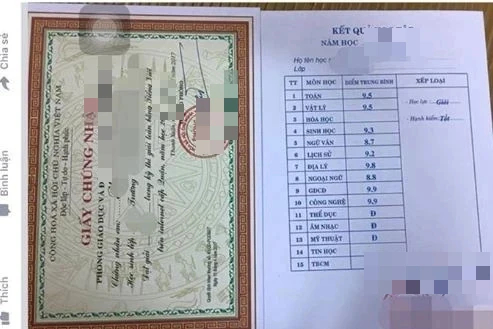 Chia sẻ
Bình luận
Thích
CỘNG HOÀ XÃ HỘI CHỦ NGHĨA VIỆT NAM
Độc lập - Tự do - Hạnh phúc
GIẤY CHỨNG NHẬ
PHÒNG GIÁO DỤC VÀ Đ
Chứng nhận em:
Học sinh lớp Trường
Đạt giải trong kỳ thi giải toán bằng Tiếng Việt
trên internet cấp Quận, năm học
KẾT QU
NĂM HỌC
Họ tên học
Lớp
TT MÔN HỌC ĐIỂM TRUNG BÌNH XẾP LOẠI
1 TOÁN 9.5
2 VẬT LÝ 9.5
3 HÓA HỌC
4 SINH HỌC 9.3
5 NGỮ VĂN 8.7
6 LỊCH SỬ 9.2
7 ĐỊA LÝ 9.8
8 NGOẠI NGỮ 8.8
9 GDCD 9.9
10 CÔNG NGHỆ 9.9
11 THỂ DỤC Đ
12 ÂM NHẠC Đ
13 MỸ THUẬT Đ
14 TIN HỌC
15 TBCM
- Học lực: Giỏi
- Hạnh kiểm: Tốt